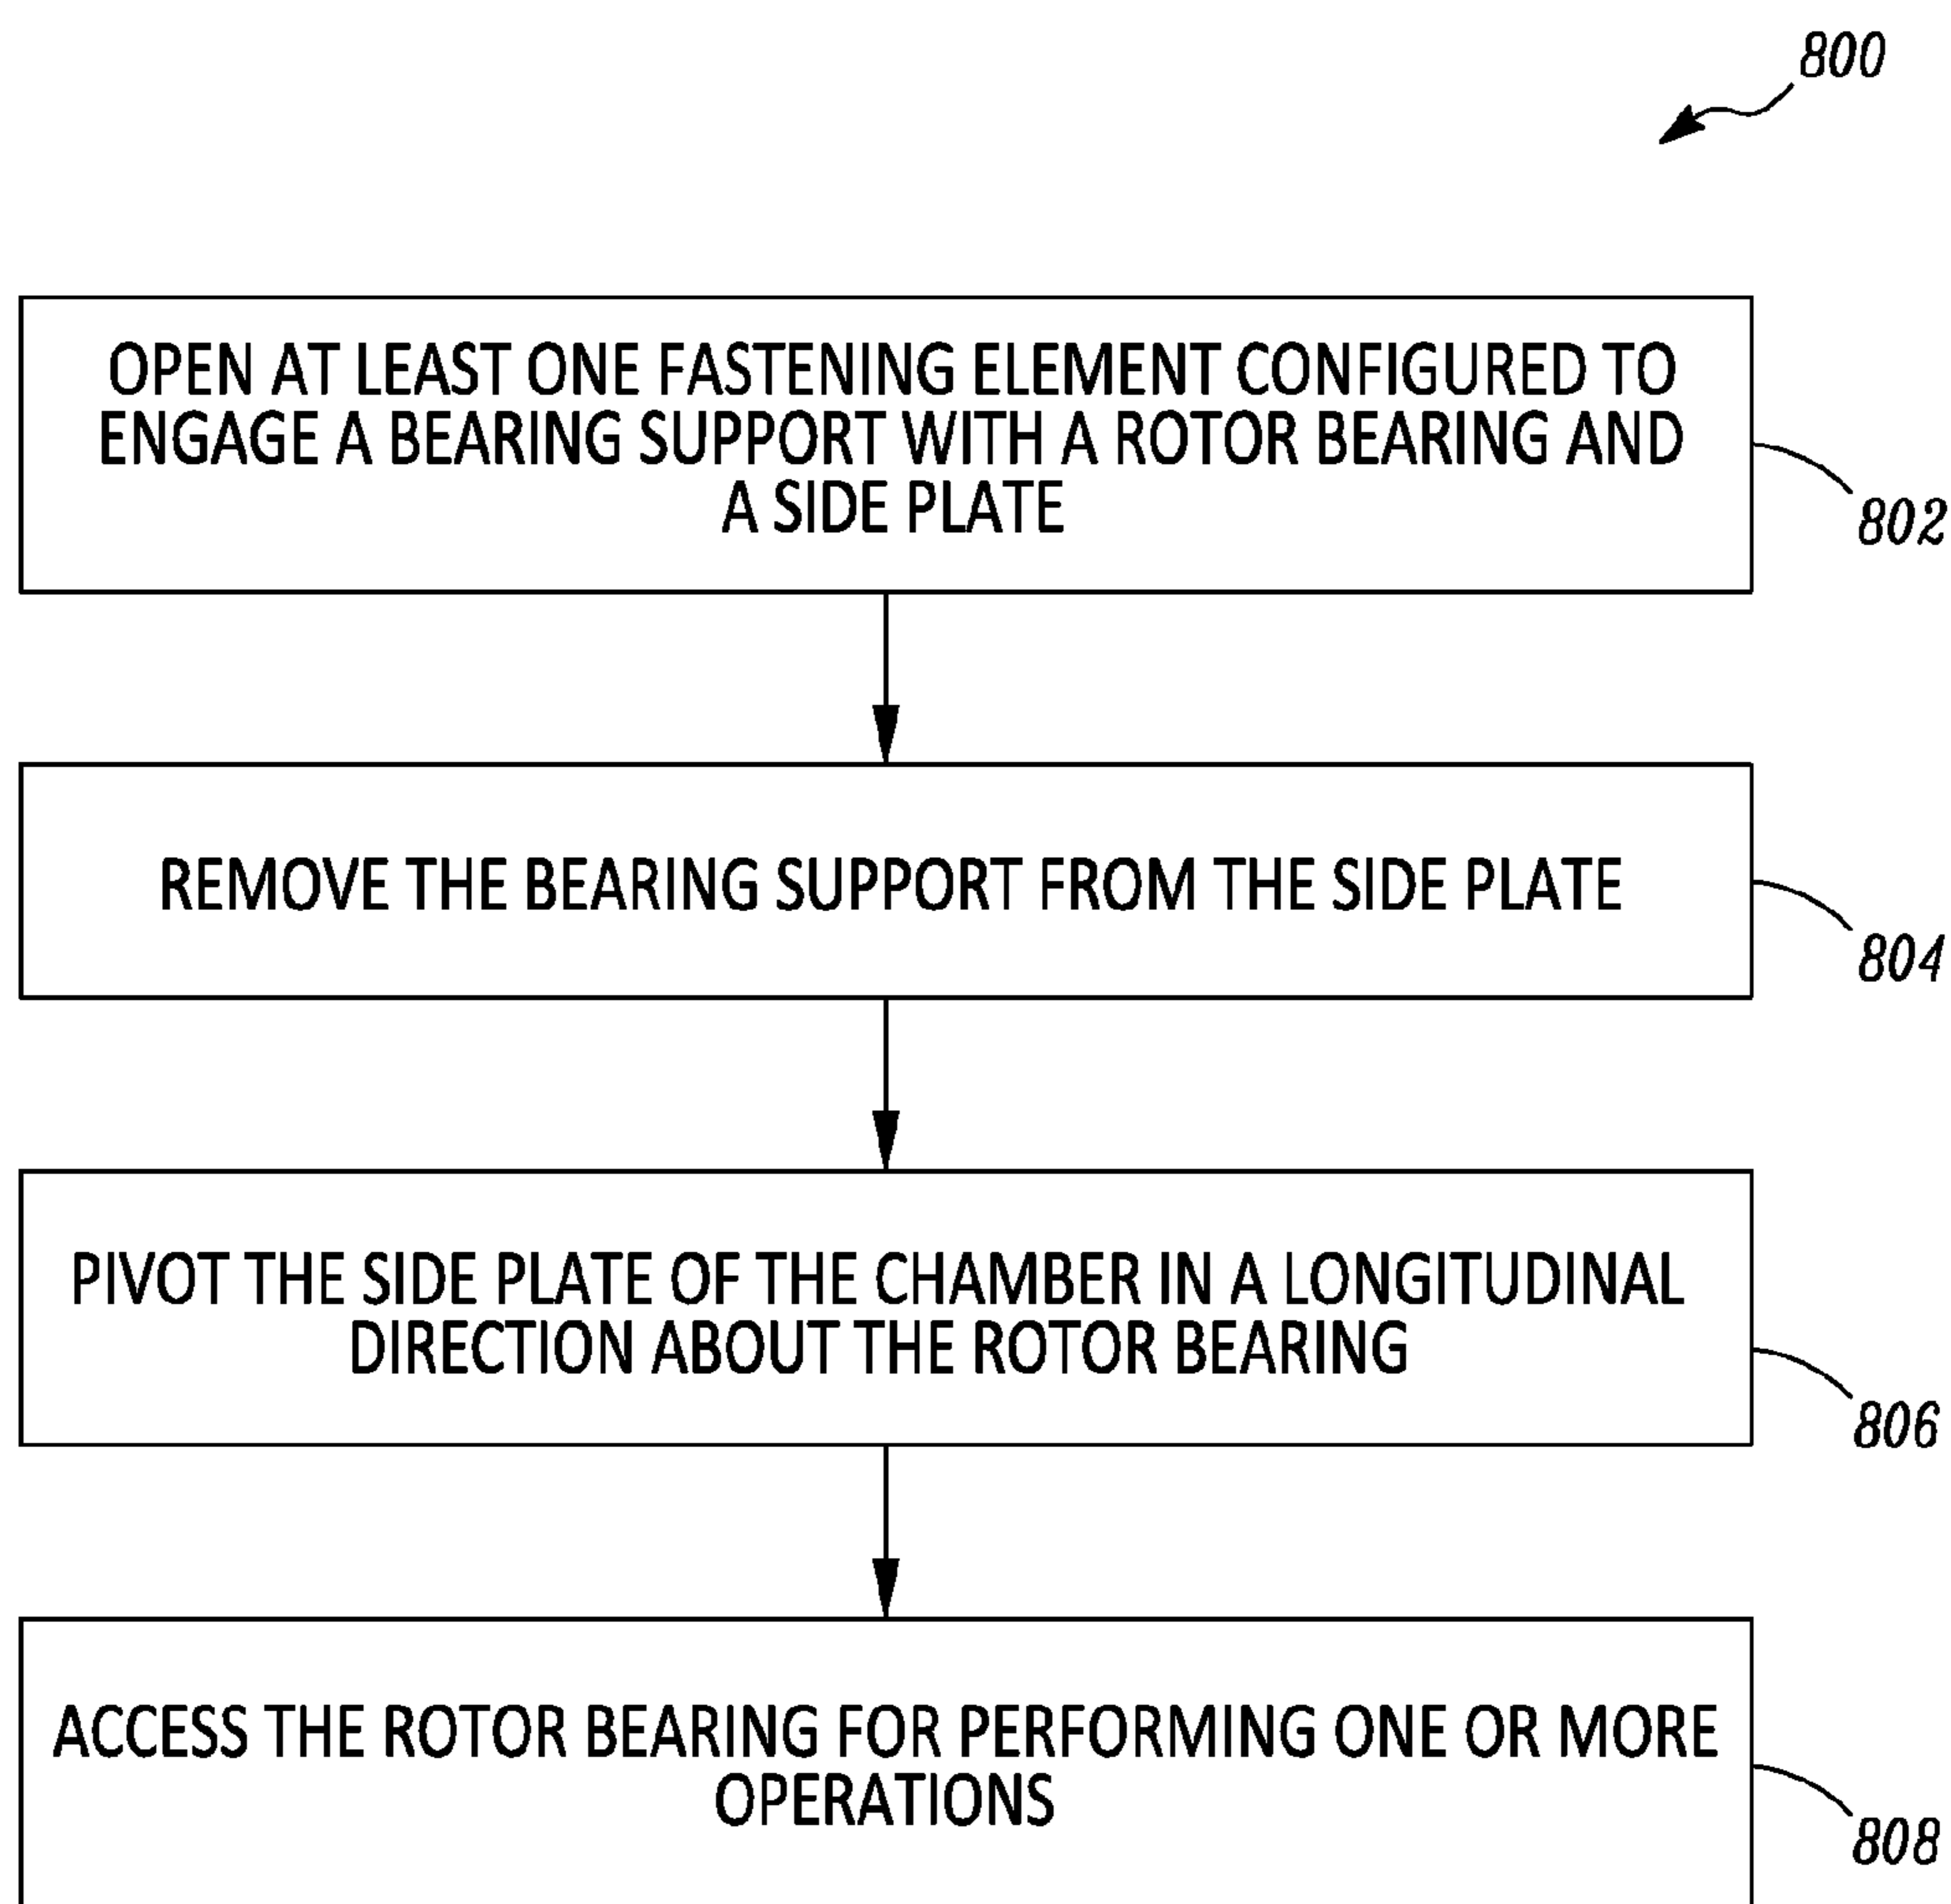 800
OPEN AT LEAST ONE FASTENING ELEMENT CONFIGURED TO
ENGAGE A BEARING SUPPORT WITH A ROTOR BEARING AND
A SIDE PLATE
802
REMOVE THE BEARING SUPPORT FROM THE SIDE PLATE
804
PIVOT THE SIDE PLATE OF THE CHAMBER IN A LONGITUDINAL
DIRECTION ABOUT THE ROTOR BEARING
806
ACCESS THE ROTOR BEARING FOR PERFORMING ONE OR MORE
OPERATIONS
808